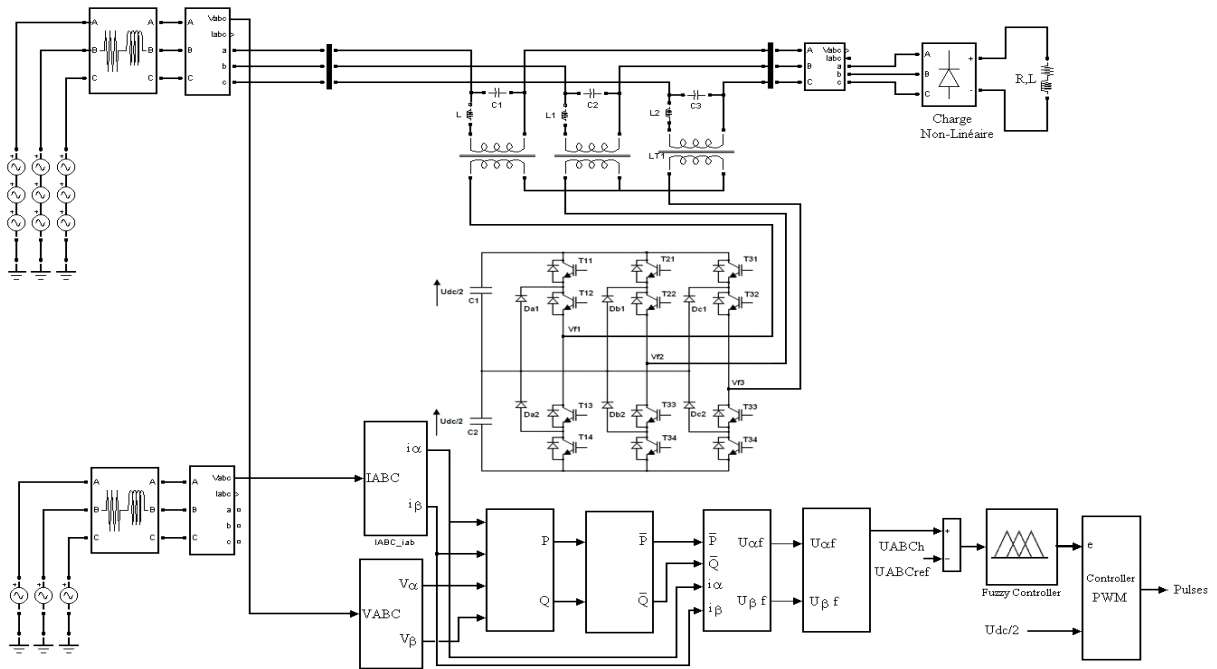 A A A Vabc
Iabc
B B B a
b
C C C c
A Vabc
Iabc
B a
b
C c
A +
B
C -
R,L
Charge
Non-Linéaire
L C1
L1 C2
L2 C3
LT1
T11 T21 T31
Udc/2
C1
Da1 T12 Db1 T22 Dc1 T32
Vf1
Vf2
Vf3
Udc/2
C2
Da2 T13 Db2 T33 Dc2 T33
T14 T34 T34
A A A Vabc
Iabc
B B B a
b
C C C c
IABC
iα
iβ
IABC_iab
VABC
Vα
Vβ
P
Q
P̅
Q̅
P̅
Q̅
iα
iβ
Uαf
Uβ f
Uαf
Uβ f
UABCh
UABCref
+
-
Fuzzy Controller
e
Controller
PWM
Udc/2
Pulses